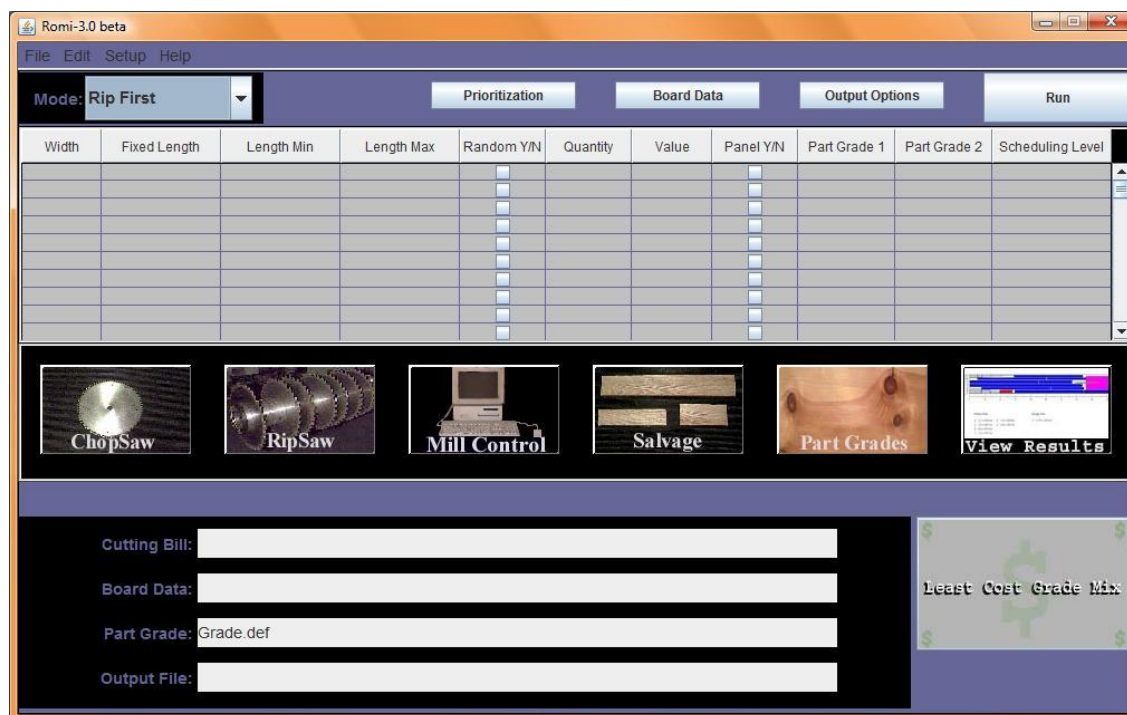 Romi-3.0 beta
File Edit Setup Help
Mode: Rip First Prioritization Board Data Output Options Run
Width Fixed Length Length Min Length Max Random Y/N Quantity Value Panel Y/N Part Grade 1 Part Grade 2 Scheduling Level
ChopSaw RipSaw Mill Control Salvage Part Grades View Results
Cutting Bill:
Board Data:
Least Cost Grade Mix
Part Grade: Grade.def
Output File: